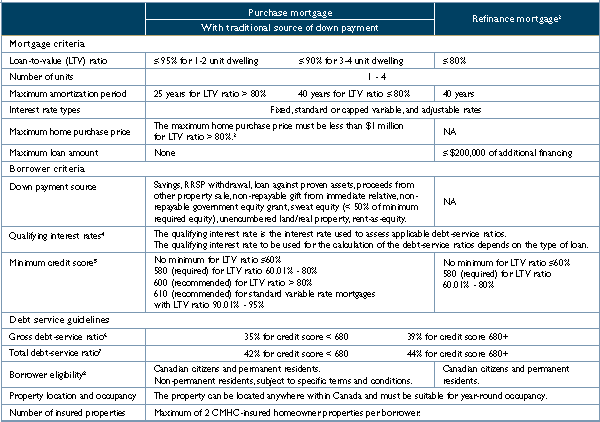 Purchase mortgage
Refinance mortgage²
With traditional source of down payment
Mortgage criteria
Loan-to-value (LTV) ratio ≤ 95% for 1-2 unit dwelling ≤ 90% for 3-4 unit dwelling ≤ 80%
Number of units 1 - 4
Maximum amortization period 25 years for LTV ratio > 80% 40 years for LTV ratio ≤ 80% 40 years
Interest rate types Fixed, standard or capped variable, and adjustable rates
Maximum home purchase price The maximum home purchase price must be less than $1 million
for LTV ratio > 80%.³ NA
Maximum loan amount None ≤ $200,000 of additional financing
Borrower criteria
Down payment source Savings, RRSP withdrawal, loan against proven assets, proceeds from
other property sale, non-repayable gift from immediate relative, non-
repayable government equity grant, sweat equity (< 50% of minimum
required equity), unencumbered land/real property, rent-as-equity. NA
Qualifying interest rates⁴ The qualifying interest rate is the interest rate used to assess applicable debt-service ratios.
The qualifying interest rate to be used for the calculation of the debt-service ratios depends on the type of loan.
Minimum credit score⁵ No minimum for LTV ratio ≤60% No minimum for LTV ratio ≤60%
580 (required) for LTV ratio 60.01% - 80% 580 (required) for LTV ratio
600 (recommended) for LTV ratio > 80% 60.01% - 80%
610 (recommended) for standard variable rate mortgages
with LTV ratio 90.01% - 95%
Debt service guidelines
Gross debt-service ratio⁶ 35% for credit score < 680 39% for credit score 680+
Total debt-service ratio⁷ 42% for credit score < 680 44% for credit score 680+
Borrower eligibility⁸ Canadian citizens and permanent residents. Canadian citizens and permanent
Non-permanent residents, subject to specific terms and conditions. residents.
Property location and occupancy The property can be located anywhere within Canada and must be suitable for year-round occupancy.
Number of insured properties Maximum of 2 CMHC-insured homeowner properties per borrower.